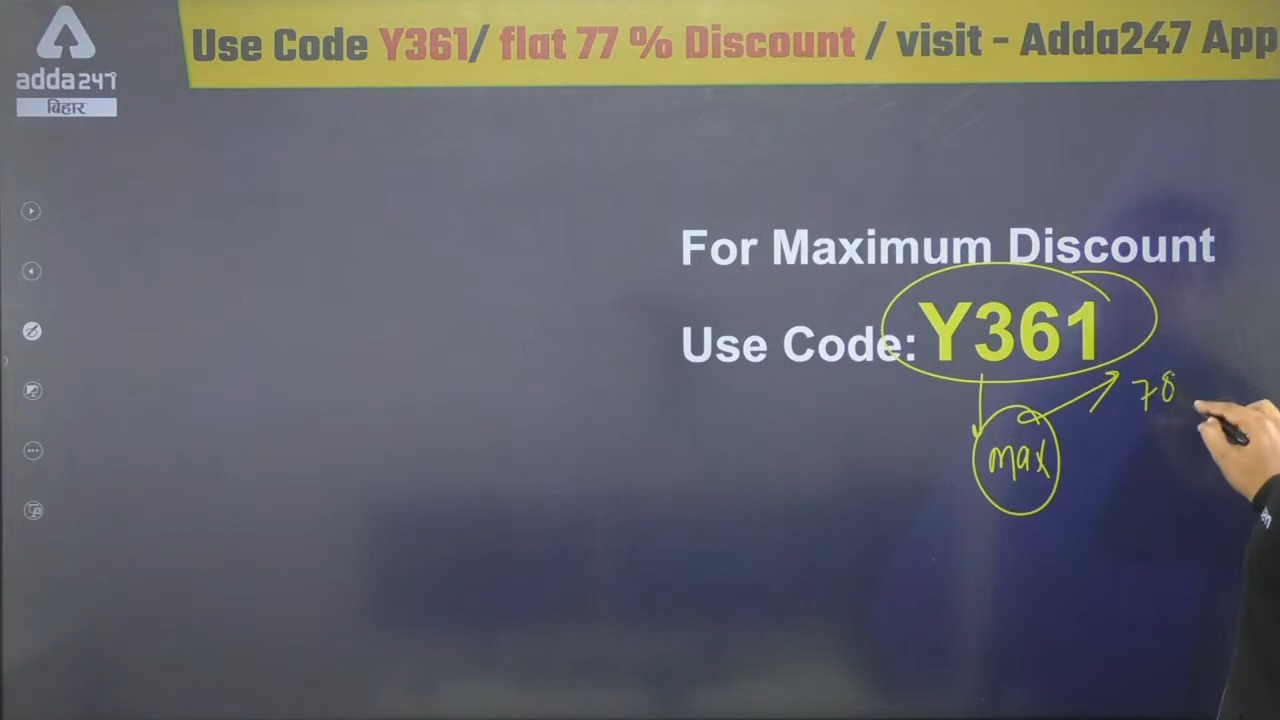 Use Code Y361/ flat 77 % Discount / visit - Adda247 App
adda247
बिहार
For Maximum Discount
Use Code: Y361
78
max